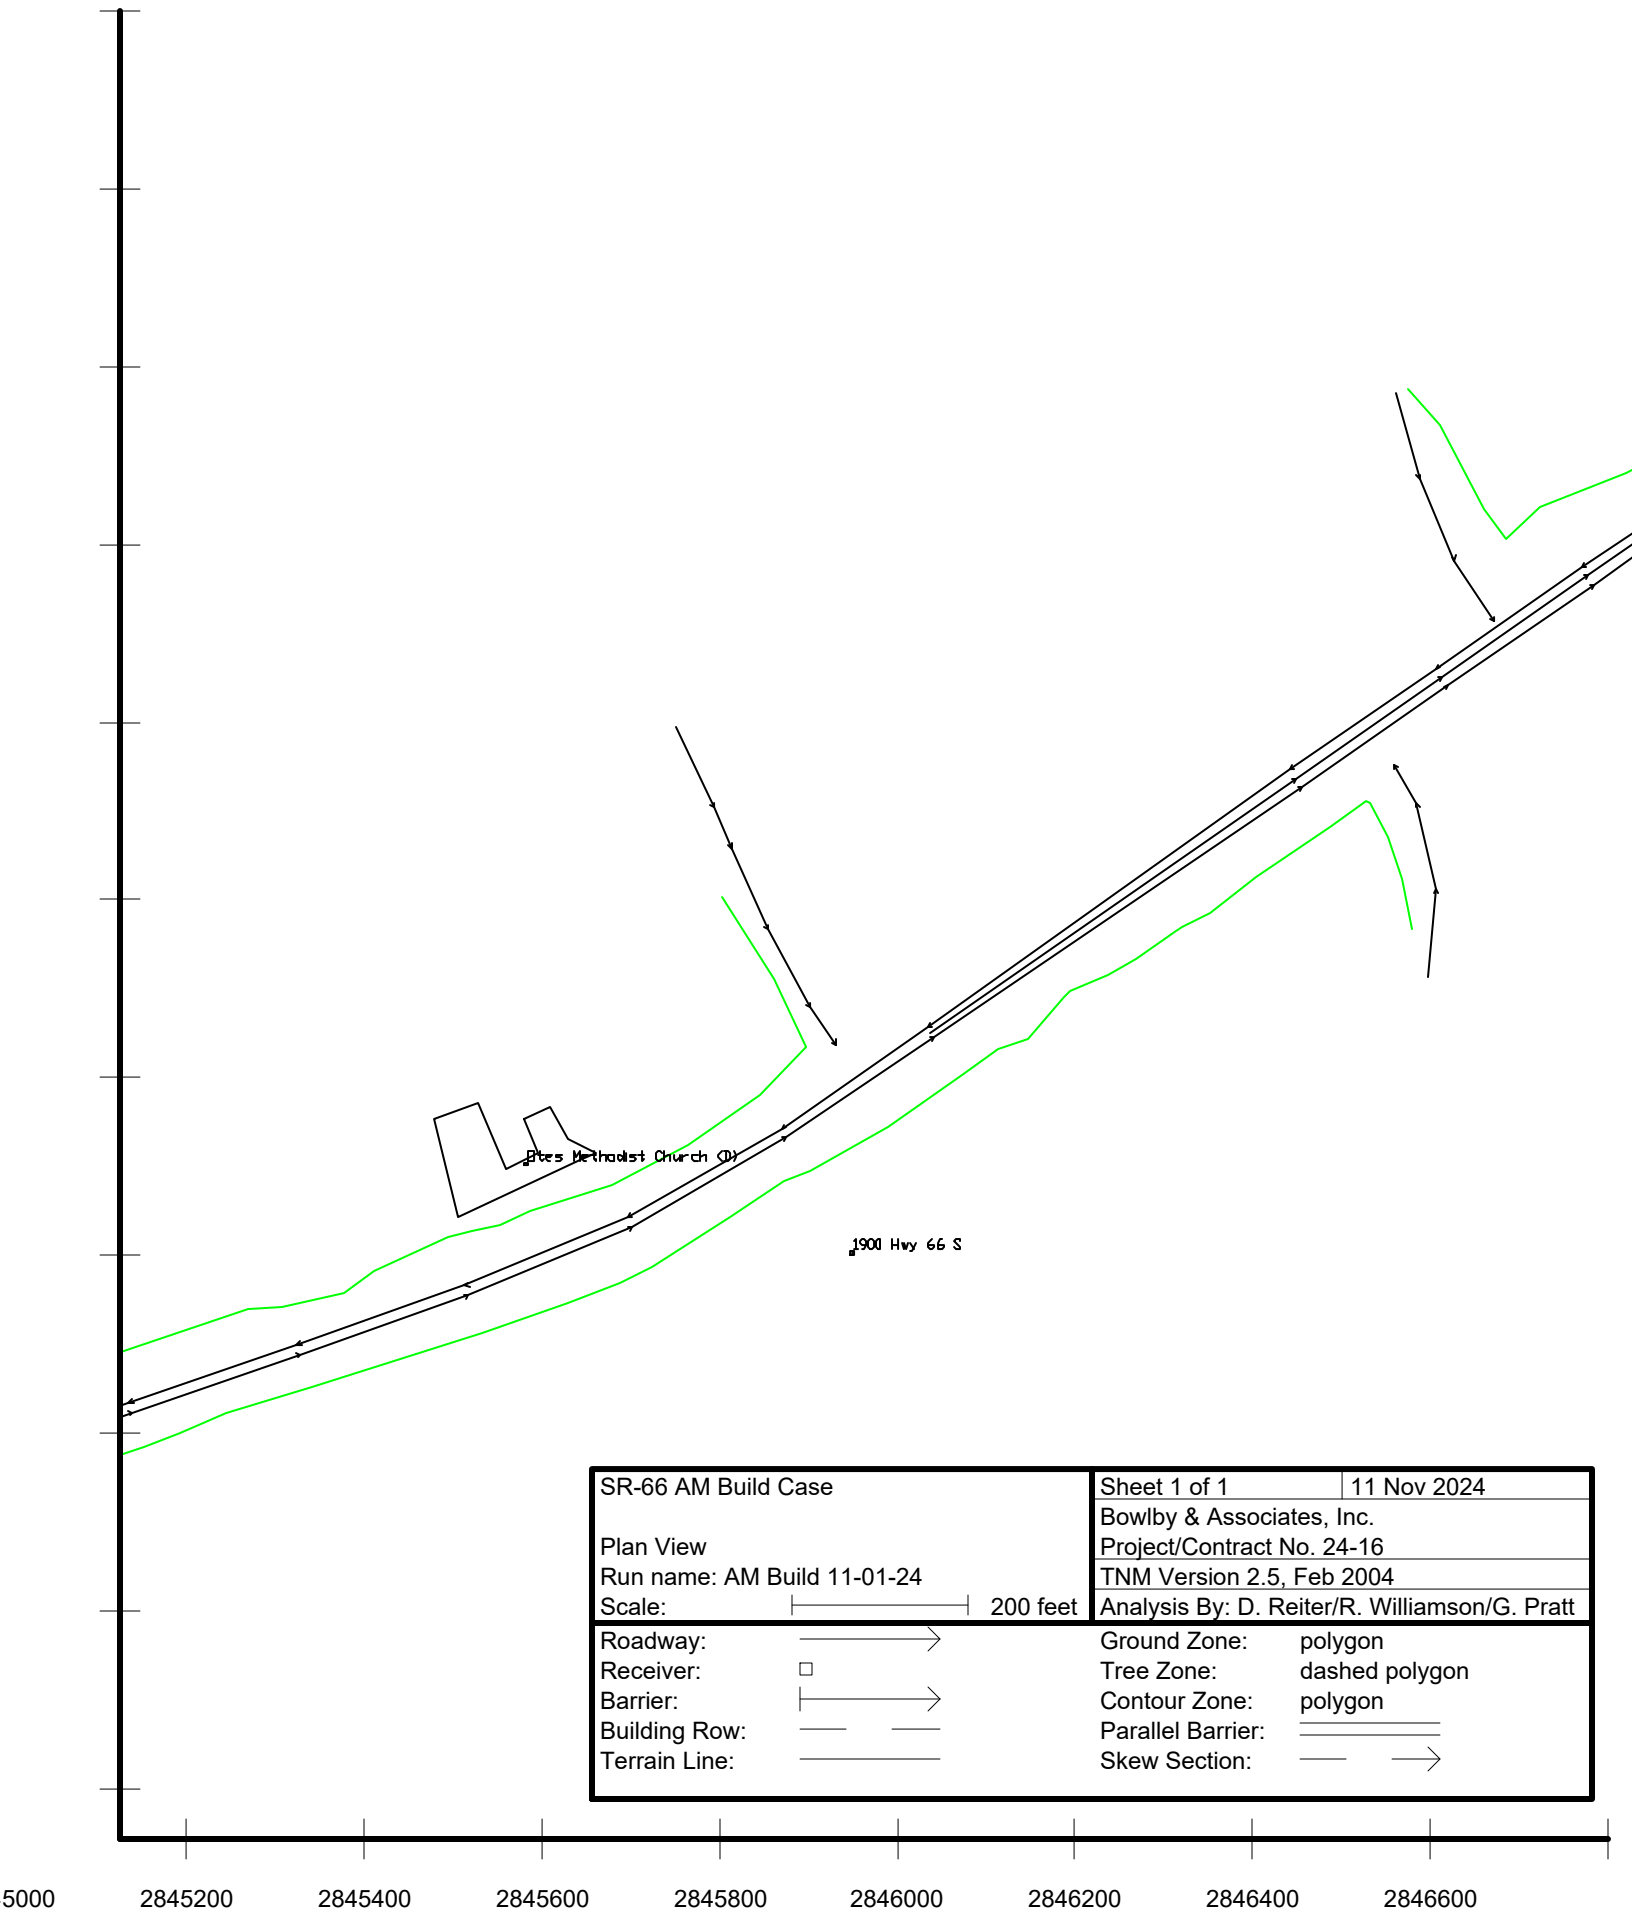 Methodist Church (D)
1900 Hwy 66 S
SR-66 AM Build Case
Plan View
Run name: AM Build 11-01-24
Scale: 200 feet
Sheet 1 of 1
11 Nov 2024
Bowlby & Associates, Inc.
Project/Contract No. 24-16
TNM Version 2.5, Feb 2004
Analysis By: D. Reiter/R. Williamson/G. Pratt
Roadway:
Receiver:
Barrier:
Building Row:
Terrain Line:
Ground Zone: polygon
Tree Zone: dashed polygon
Contour Zone: polygon
Parallel Barrier:
Skew Section:
5000 2845200 2845400 2845600 2845800 2846000 2846200 2846400 2846600